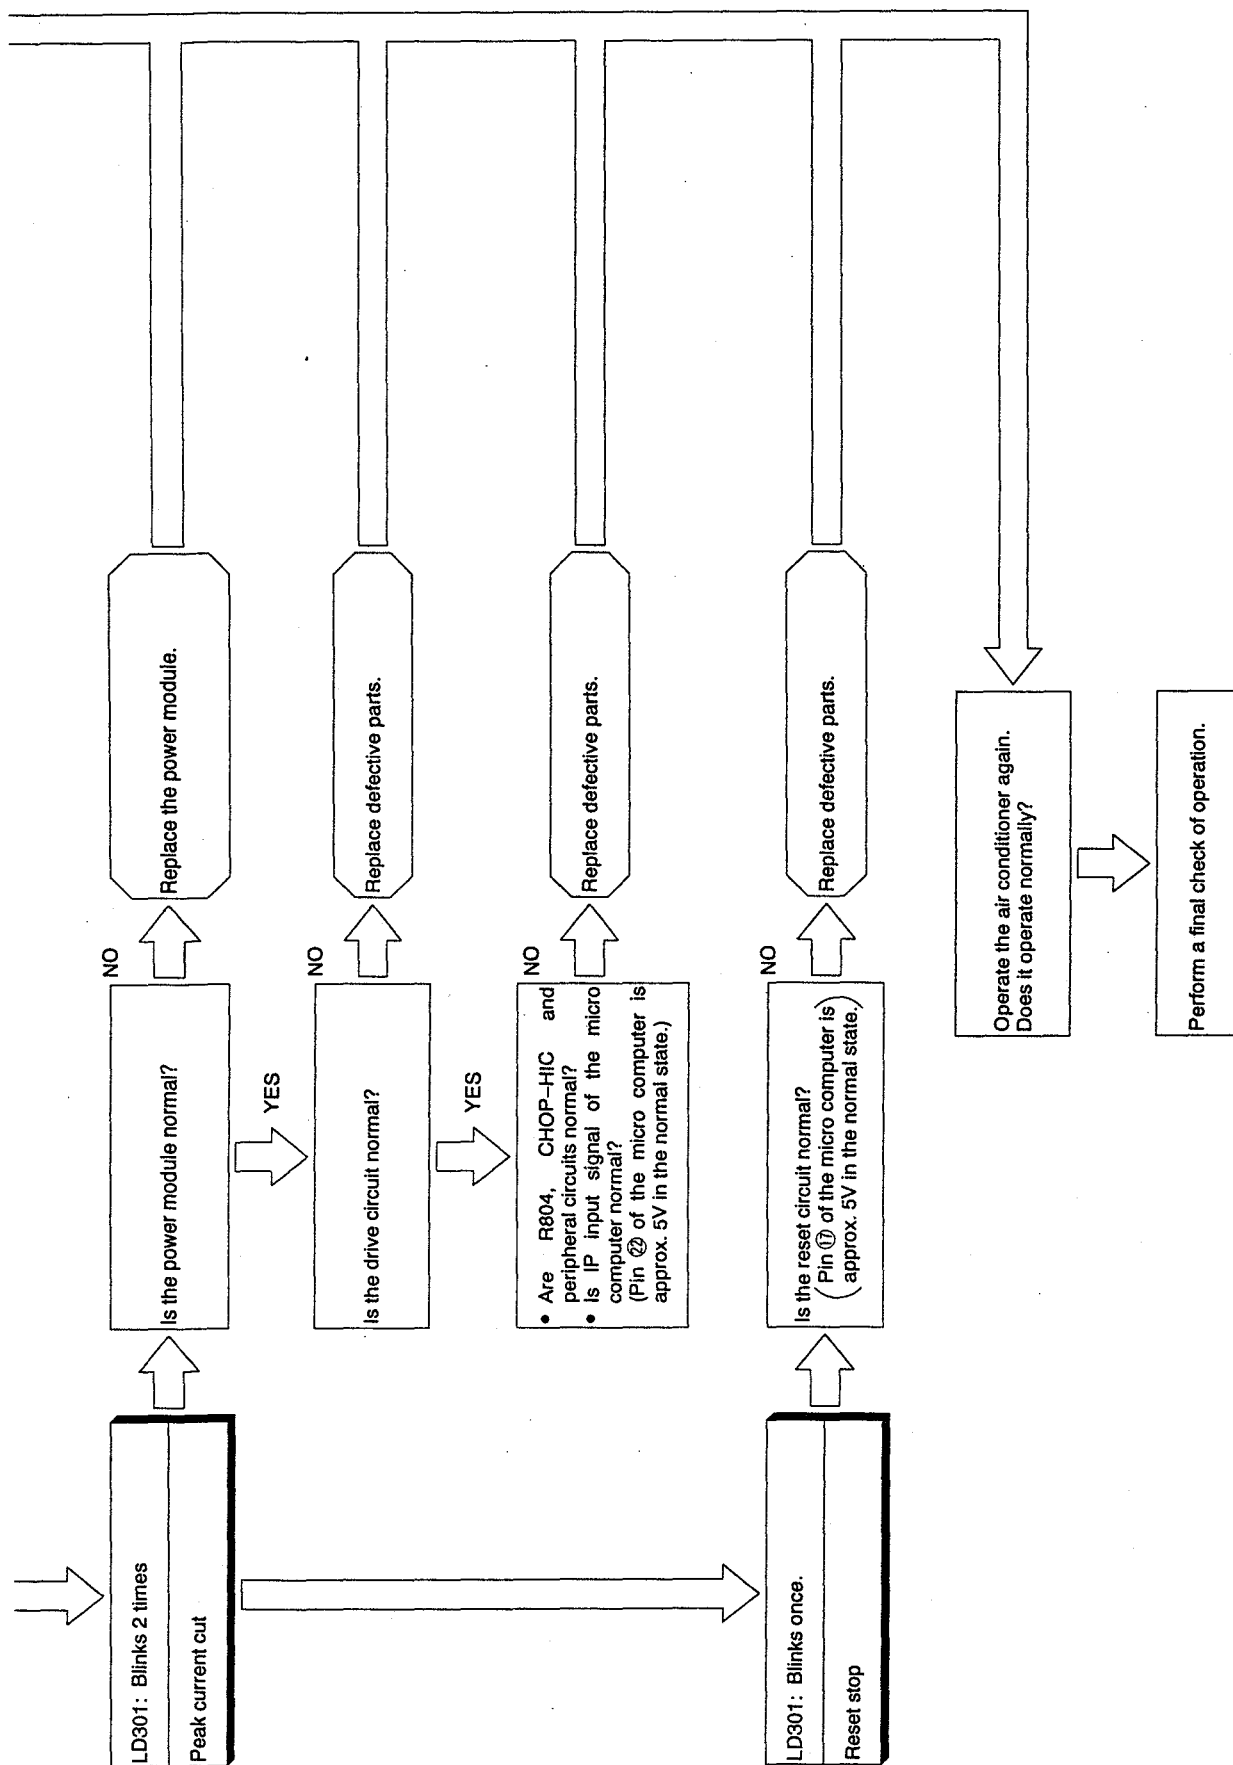 LD301: Blinks 2 times
Peak current cut
Is the power module normal?
NO
Replace the power module.
YES
Is the drive circuit normal?
NO
Replace defective parts.
YES
• Are R804, CHOP–HIC and
peripheral circuits normal?
• Is IP input signal of the micro
computer normal?
(Pin ㉒ of the micro computer is
approx. 5V in the normal state.)
NO
Replace defective parts.
LD301: Blinks once.
Reset stop
Is the reset circuit normal?
(Pin ⑰ of the micro computer is
approx. 5V in the normal state.)
NO
Replace defective parts.
Operate the air conditioner again.
Does it operate normally?
Perform a final check of operation.